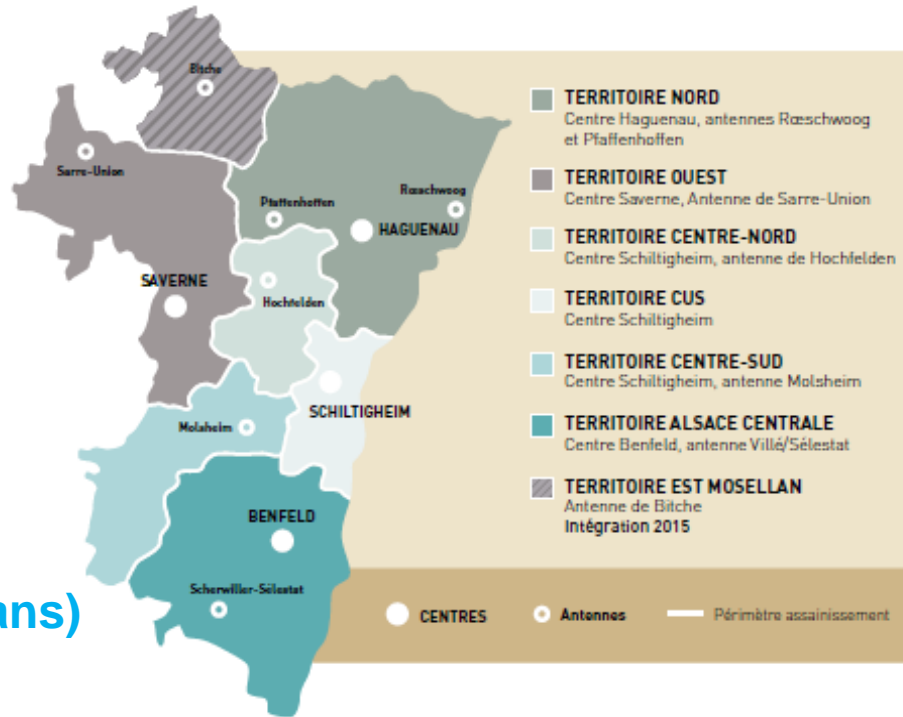 Bitche
Sarre-Union
Pfaffenhoffen
Rœschwoog
HAGUENAU
SAVERNE
Hochfelden
SCHILTIGHEIM
Molsheim
BENFELD
Scherwiller-Sélestat
ans)
TERRITOIRE NORD
Centre Haguenau, antennes Rœschwoog
et Pfaffenhoffen
TERRITOIRE OUEST
Centre Saverne, Antenne de Sarre-Union
TERRITOIRE CENTRE-NORD
Centre Schiltigheim, antenne de Hochfelden
TERRITOIRE CUS
Centre Schiltigheim
TERRITOIRE CENTRE-SUD
Centre Schiltigheim, antenne Molsheim
TERRITOIRE ALSACE CENTRALE
Centre Benfeld, antenne Villé/Sélestat
TERRITOIRE EST MOSELLAN
Antenne de Bitche
Intégration 2015
CENTRES
Antennes
Périmètre assainissement